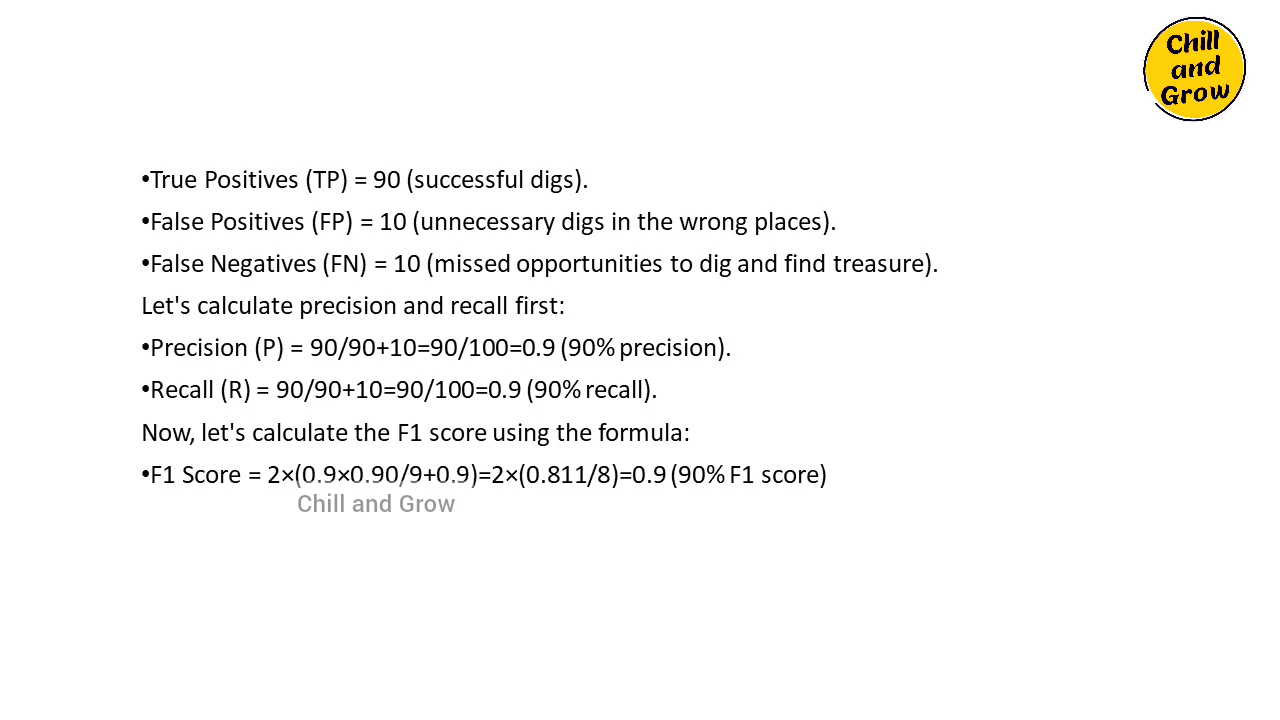 Chill
and
Grow
•True Positives (TP) = 90 (successful digs).
•False Positives (FP) = 10 (unnecessary digs in the wrong places).
•False Negatives (FN) = 10 (missed opportunities to dig and find treasure).
Let's calculate precision and recall first:
•Precision (P) = 90/90+10=90/100=0.9 (90% precision).
•Recall (R) = 90/90+10=90/100=0.9 (90% recall).
Now, let's calculate the F1 score using the formula:
•F1 Score = 2×(0.9×0.90/9+0.9)=2×(0.811/8)=0.9 (90% F1 score)
Chill and Grow